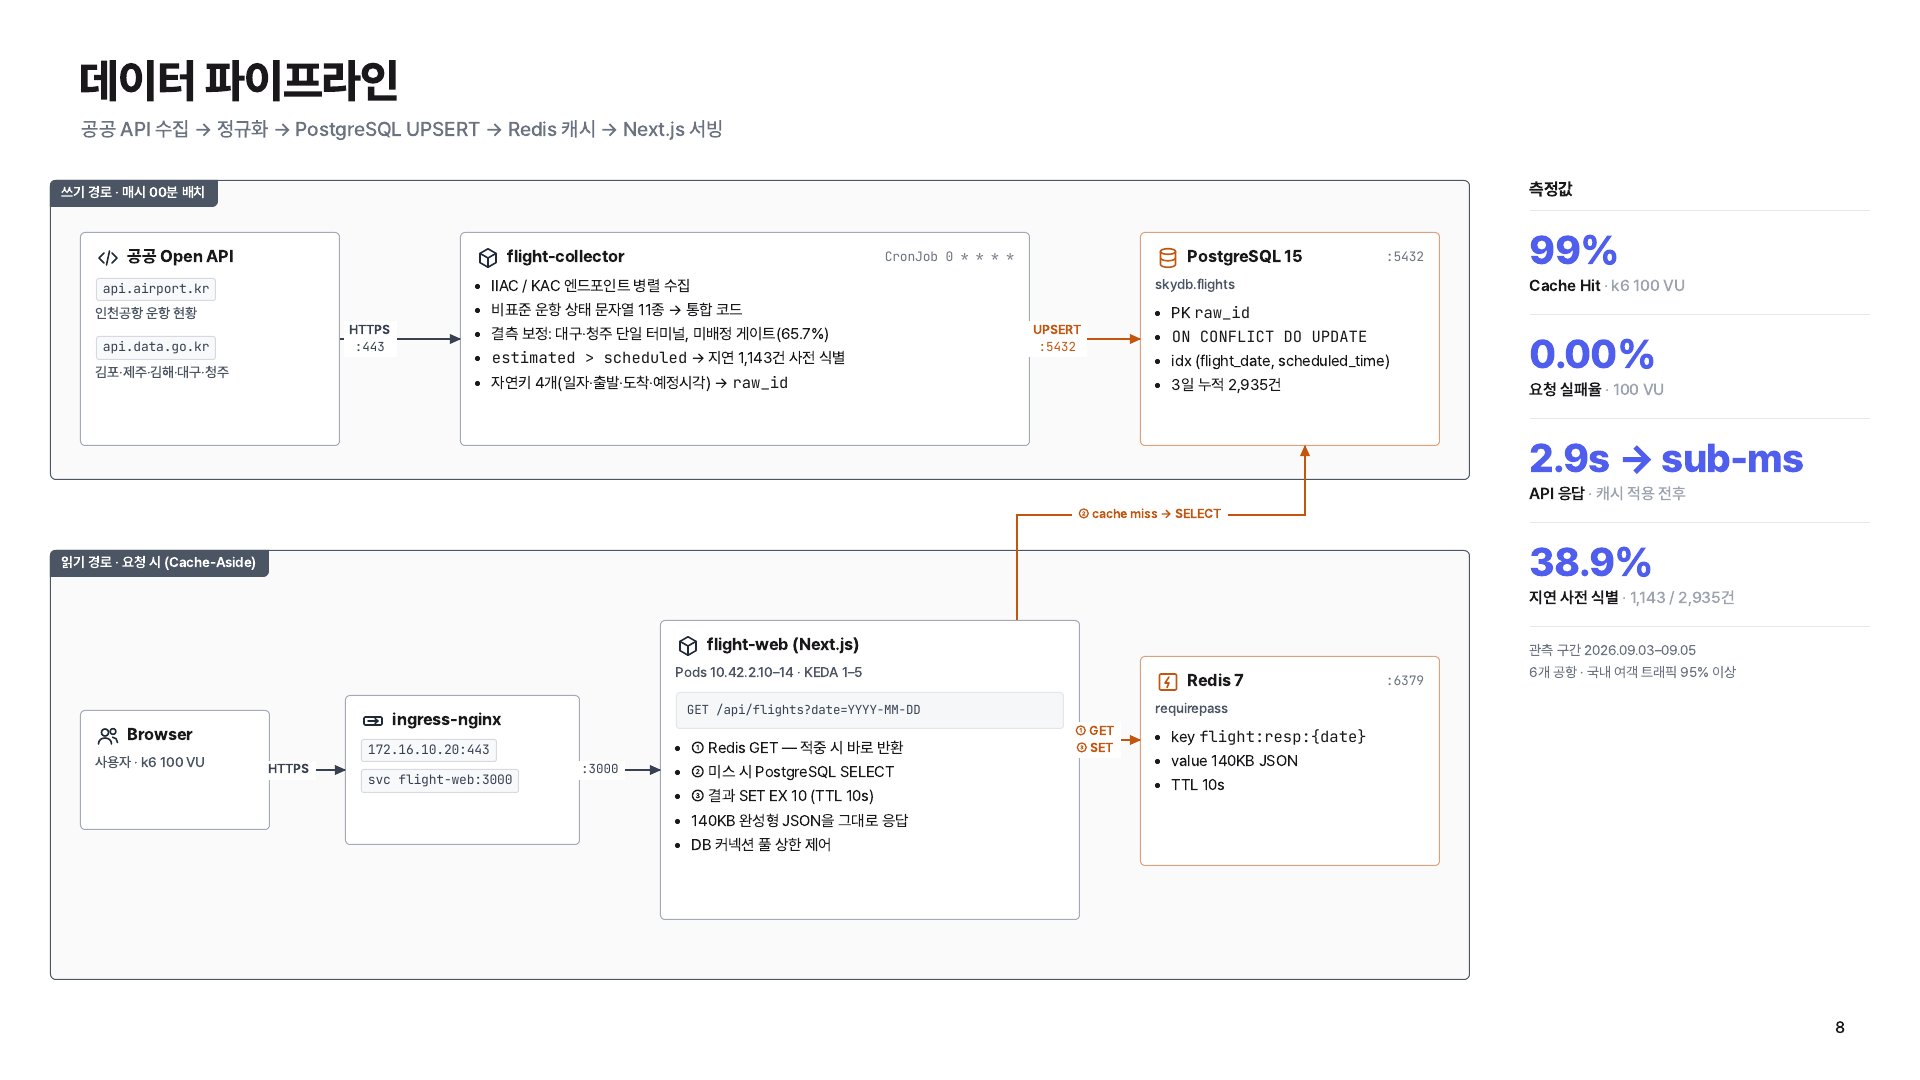 데이터 파이프라인
공공 API 수집 → 정규화 → PostgreSQL UPSERT → Redis 캐시 → Next.js 서빙
쓰기 경로 · 매시 00분 배치
공공 Open API
api.airport.kr
인천공항 운항 현황
api.data.go.kr
김포·제주·김해·대구·청주
HTTPS
:443
flight-collector
CronJob 0 * * * *
IIAC / KAC 엔드포인트 병렬 수집
비표준 운항 상태 문자열 11종 → 통합 코드
결측 보정: 대구·청주 단일 터미널, 미배정 게이트(65.7%)
estimated > scheduled → 지연 1,143건 사전 식별
자연키 4개(일자·출발·도착·예정시각) → raw_id
UPSERT
:5432
PostgreSQL 15
:5432
skydb.flights
PK raw_id
ON CONFLICT DO UPDATE
idx (flight_date, scheduled_time)
3일 누적 2,935건
② cache miss → SELECT
읽기 경로 · 요청 시 (Cache-Aside)
Browser
사용자 · k6 100 VU
HTTPS
ingress-nginx
172.16.10.20:443
svc flight-web:3000
:3000
flight-web (Next.js)
Pods 10.42.2.10–14 · KEDA 1–5
GET /api/flights?date=YYYY-MM-DD
① Redis GET — 적중 시 바로 반환
② 미스 시 PostgreSQL SELECT
③ 결과 SET EX 10 (TTL 10s)
140KB 완성형 JSON을 그대로 응답
DB 커넥션 풀 상한 제어
① GET
③ SET
Redis 7
:6379
requirepass
key flight:resp:{date}
value 140KB JSON
TTL 10s
측정값
99%
Cache Hit · k6 100 VU
0.00%
요청 실패율 · 100 VU
2.9s → sub-ms
API 응답 · 캐시 적용 전후
38.9%
지연 사전 식별 · 1,143 / 2,935건
관측 구간 2026.09.03–09.05
6개 공항 · 국내 여객 트래픽 95% 이상
8